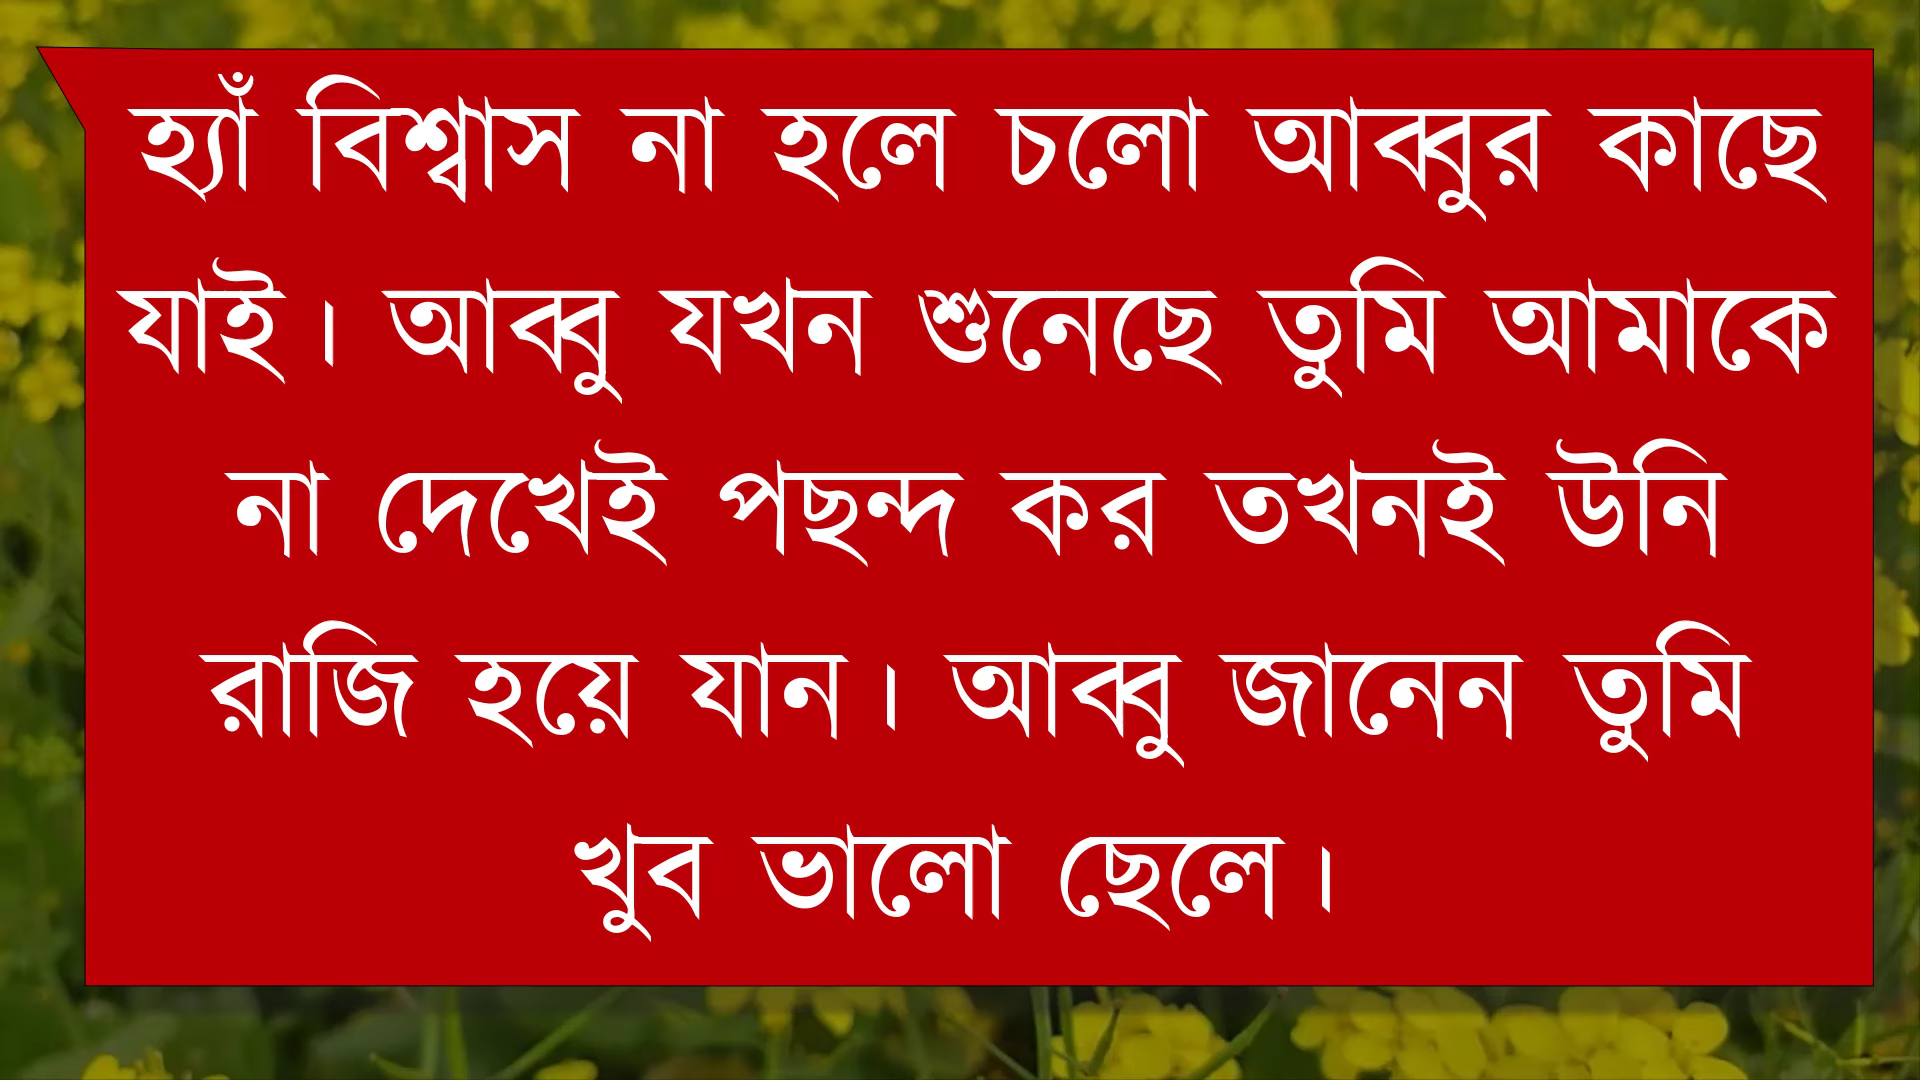 হ্যাঁ বিশ্বাস না হলে চলো আব্বুর কাছে
যাই। আব্বু যখন শুনেছে তুমি আমাকে
না দেখেই পছন্দ কর তখনই উনি
রাজি হয়ে যান। আব্বু জানেন তুমি
খুব ভালো ছেলে।